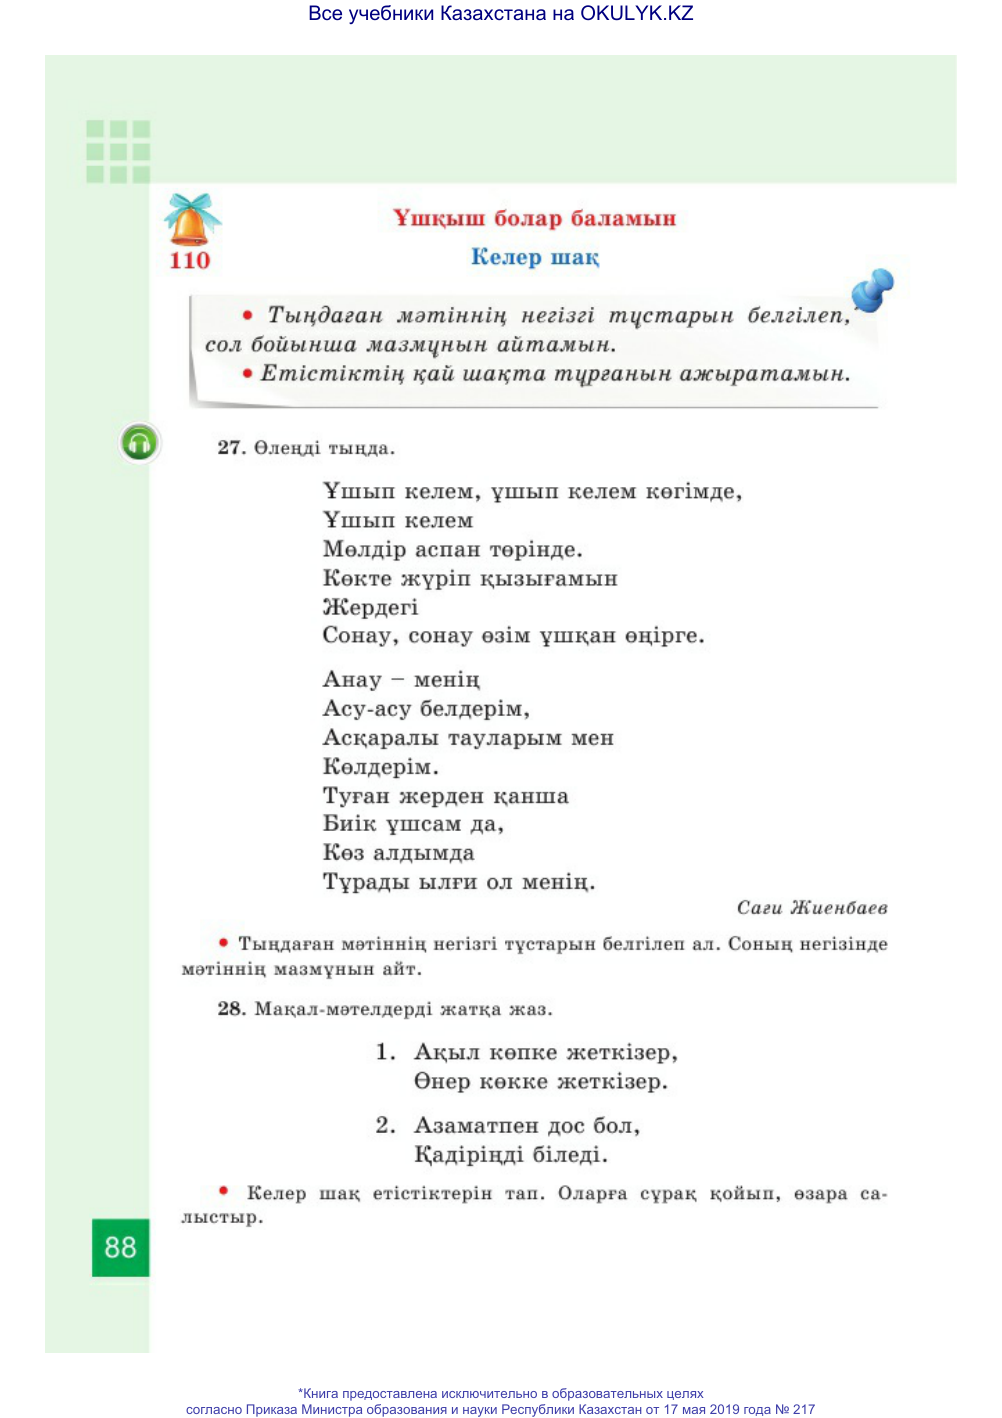 Все учебники Казахстана на OKULYK.KZ
110
Ұшқыш болар баламын
Келер шақ
• Тыңдаған мәтіннің негізгі тұстарын белгілеп,
сол бойынша мазмұнын айтамын.
• Етістіктің қай шақта тұрғанын ажыратамын.
27. Өлеңді тыңда.
Ұшып келем, ұшып келем көгімде,
Ұшып келем
Мөлдір аспан төрінде.
Көкте жүріп қызығамын
Жердегі
Сонау, сонау өзім ұшқан өңірге.
Анау – менің
Асу-асу белдерім,
Асқаралы тауларым мен
Көлдерім.
Туған жерден қанша
Биік ұшсам да,
Көз алдымда
Тұрады ылғи ол менің.
Саги Жиенбаев
• Тыңдаған мәтіннің негізгі тұстарын белгілеп ал. Соның негізінде
мәтіннің мазмұнын айт.
28. Мақал-мәтелдерді жатқа жаз.
1. Ақыл көпке жеткізер,
Өнер көкке жеткізер.
2. Азаматпен дос бол,
Қадіріңді біледі.
• Келер шақ етістіктерін тап. Оларға сұрақ қойып, өзара са-
лыстыр.
88
*Книга предоставлена исключительно в образовательных целях
согласно Приказа Министра образования и науки Республики Казахстан от 17 мая 2019 года № 217